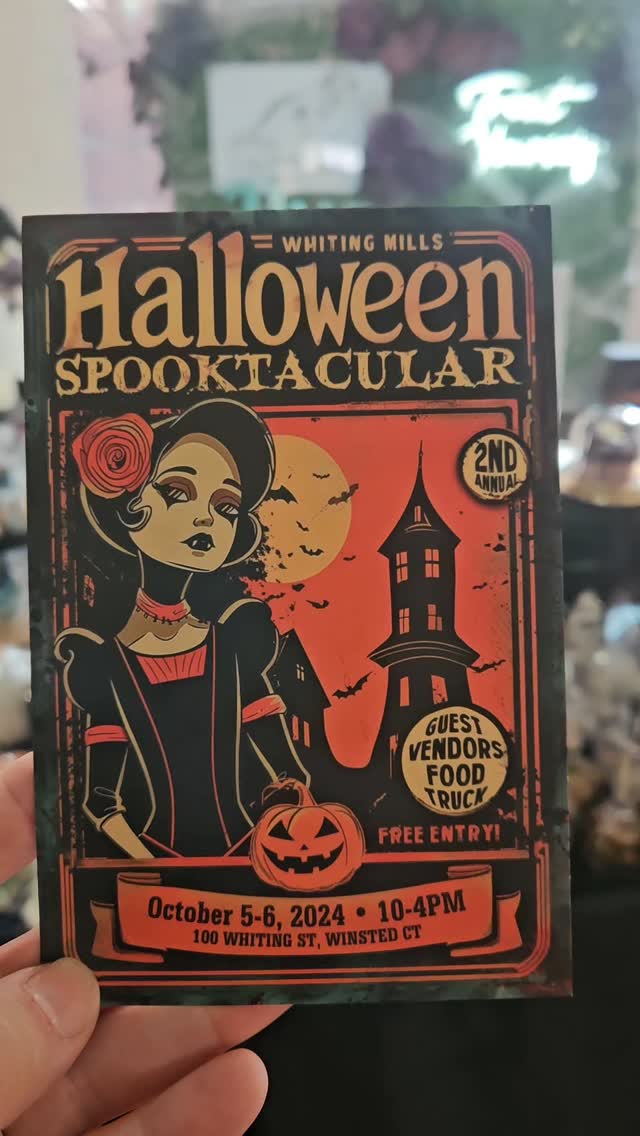 WHITING MILLS
Halloween
SPOOKTACULAR
2ND
ANNUAL
GUEST
VENDORS
FOOD
TRUCK
FREE ENTRY!
October 5-6, 2024 • 10-4PM
100 WHITING ST, WINSTED CT